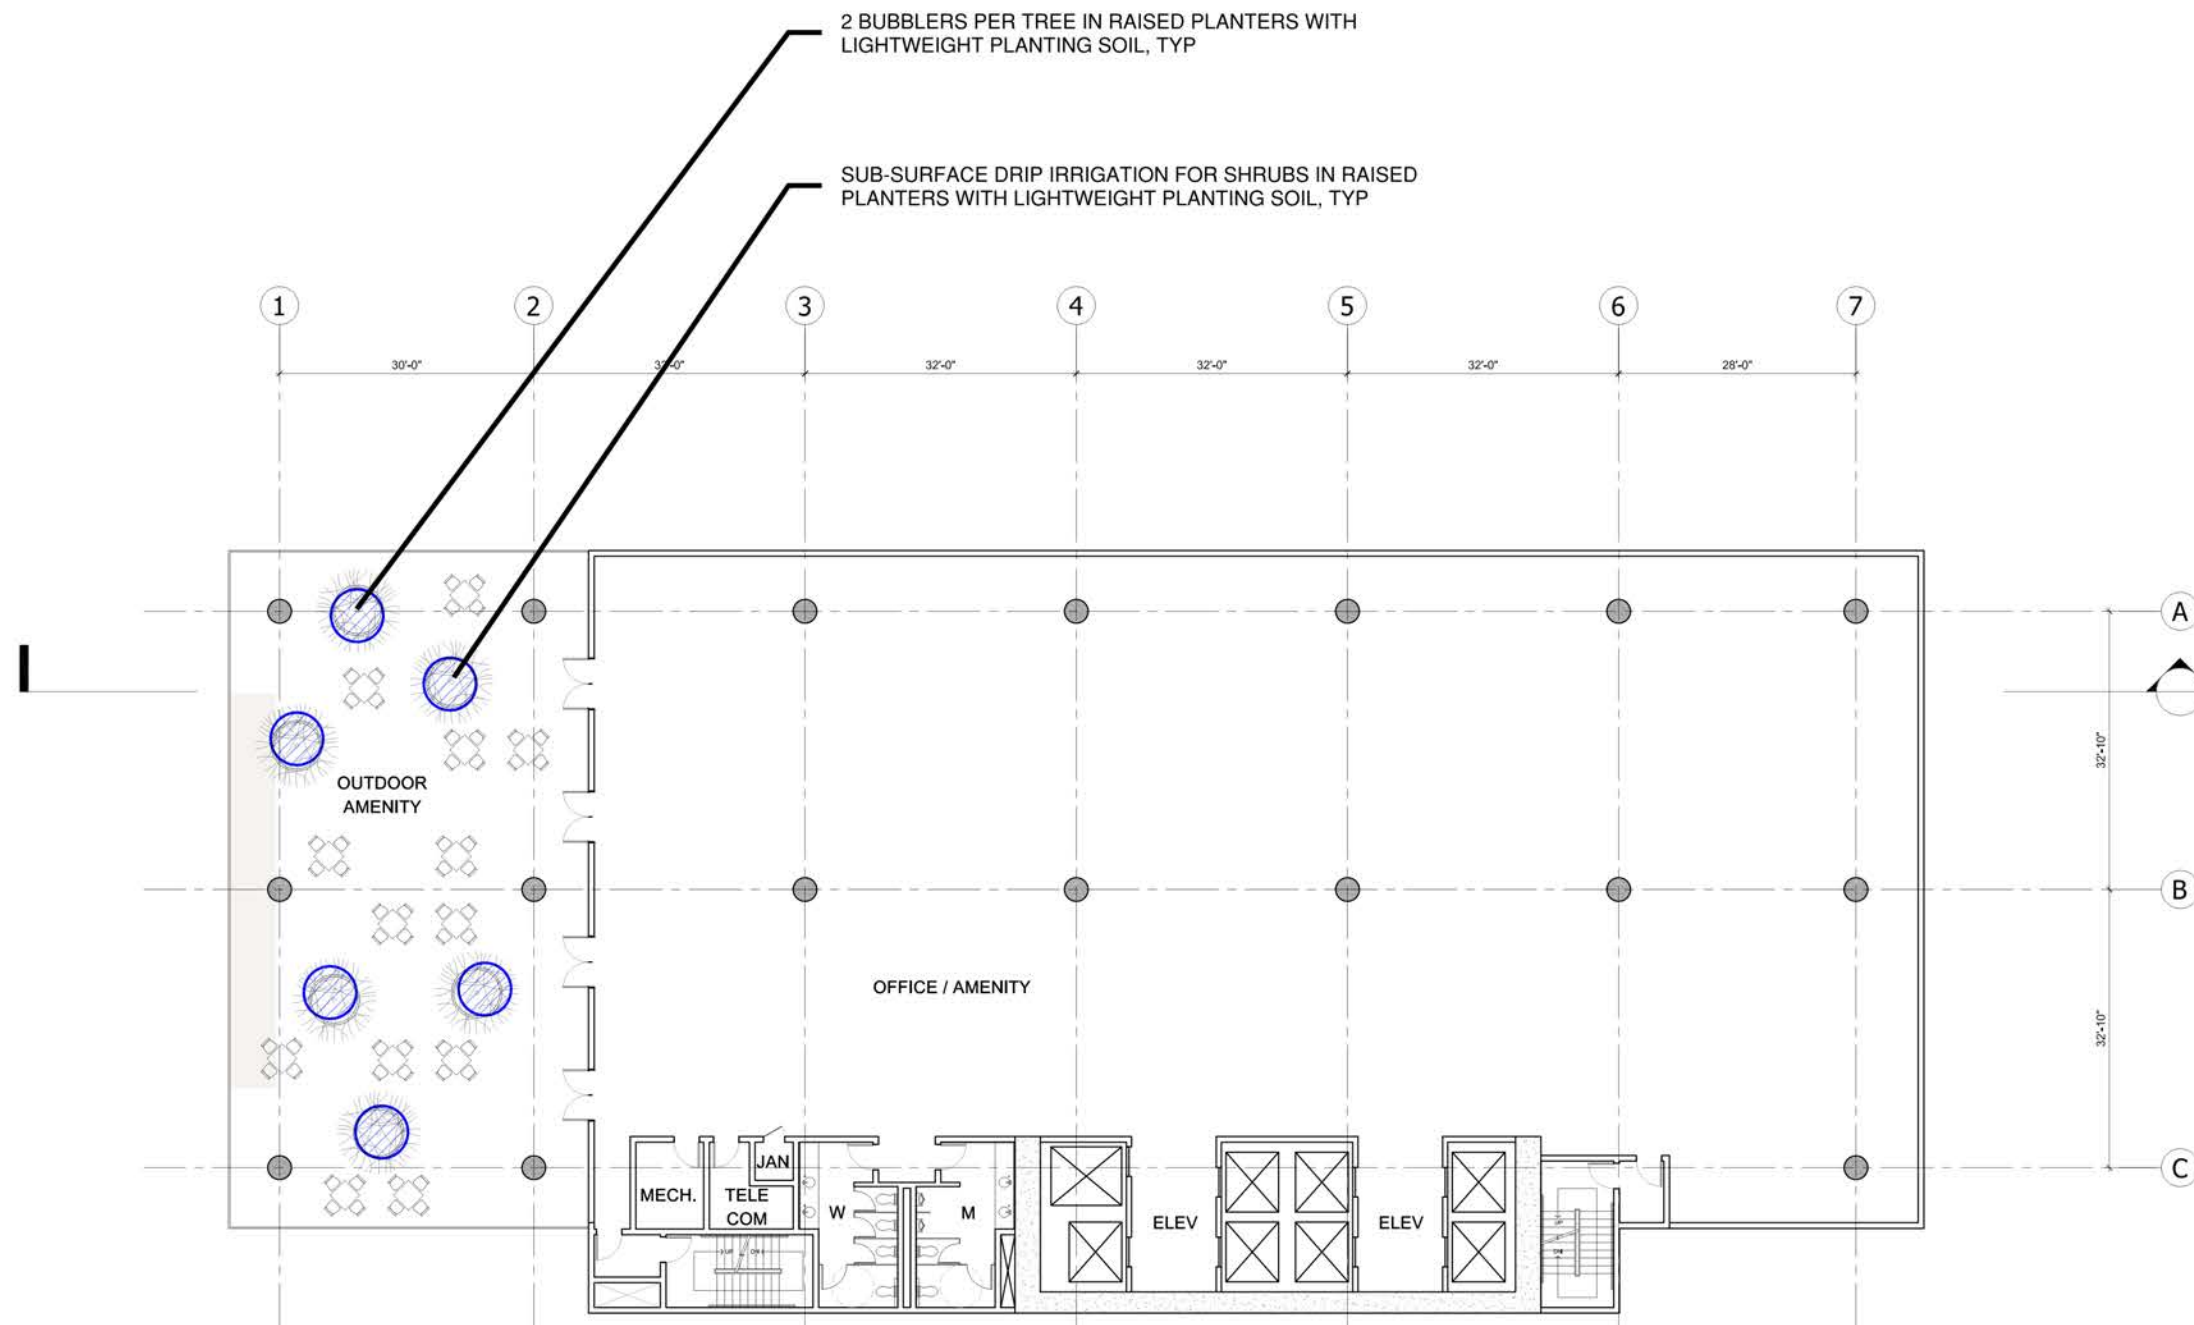 2 BUBBLERS PER TREE IN RAISED PLANTERS WITH
LIGHTWEIGHT PLANTING SOIL, TYP
SUB-SURFACE DRIP IRRIGATION FOR SHRUBS IN RAISED
PLANTERS WITH LIGHTWEIGHT PLANTING SOIL, TYP
1 2 3 4 5 6 7
30'-0" 32'-0" 32'-0" 32'-0" 28'-0"
A
32'-10"
OUTDOOR
AMENITY
B
OFFICE / AMENITY
32'-10"
JAN
C
MECH.
TELE
COM
W
M
ELEV
ELEV
UP